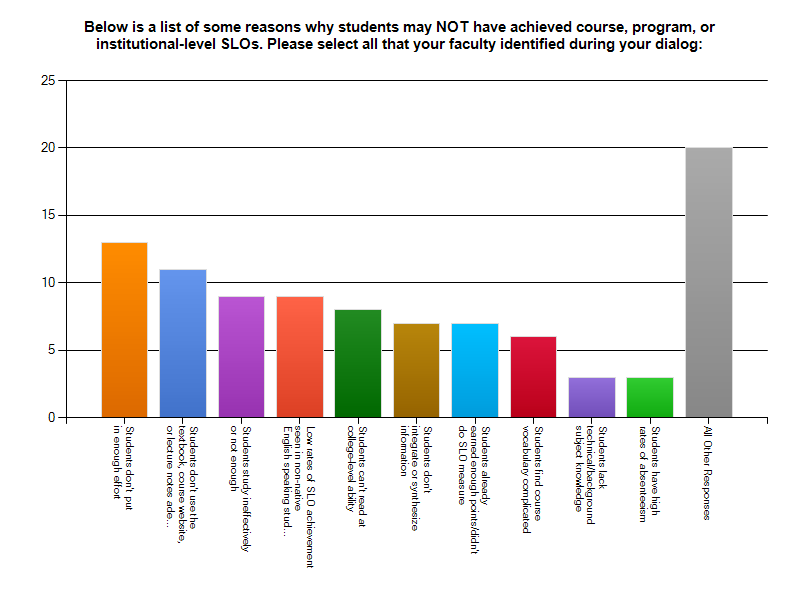 Below is a list of some reasons why students may NOT have achieved course, program, or
institutional-level SLOs. Please select all that your faculty identified during your dialog:
25
20
15
10
5
0
Students don't put
in enough effort
Students don't use the
textbook, course website,
or lecture notes ade...
Students study ineffectively
or not enough
Low rates of SLO achievement
seen in non-native
English speaking stud...
Students can't read at
college-level ability
Students don't
integrate or synthesize
information
Students already
earned enough points/didn't
do SLO measure
Students find course
vocabulary complicated
Students lack
technical/background
subject knowledge
Students have high
rates of absenteeism
All Other Responses